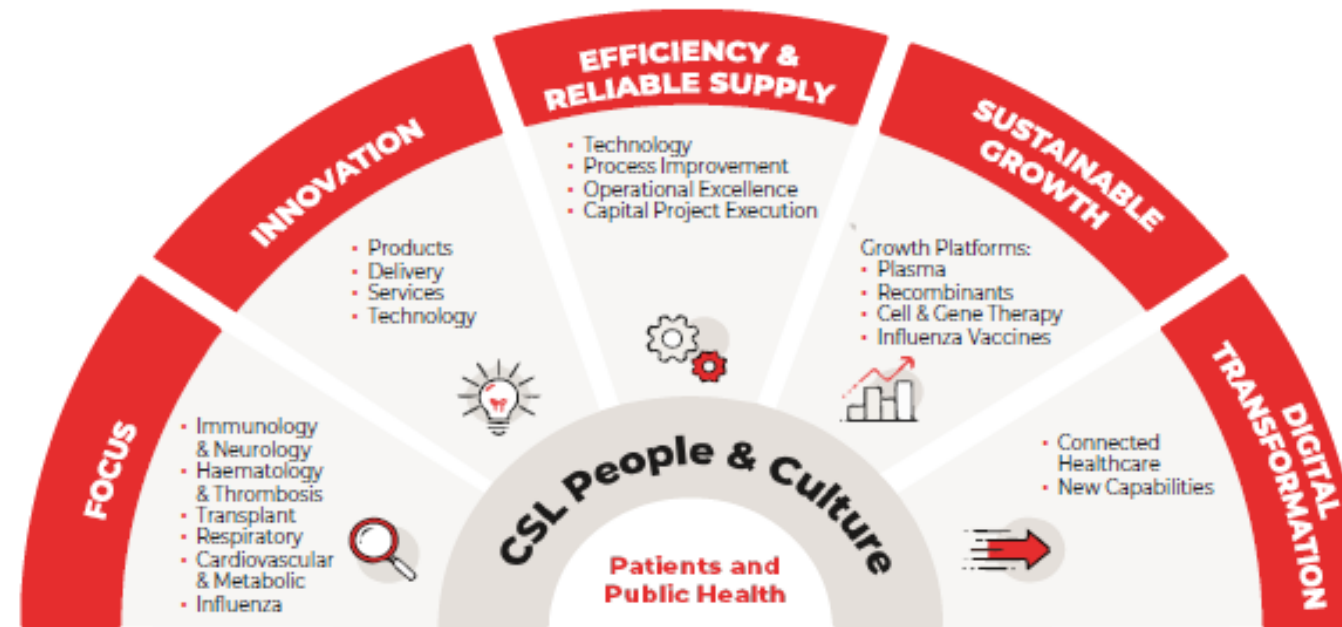 FOCUS
• Immunology
& Neurology
• Haematology
& Thrombosis
• Transplant
• Respiratory
• Cardiovascular
& Metabolic
• Influenza
INNOVATION
• Products
• Delivery
• Services
• Technology
EFFICIENCY &
RELIABLE SUPPLY
• Technology
• Process Improvement
• Operational Excellence
• Capital Project Execution
SUSTAINABLE
GROWTH
Growth Platforms:
• Plasma
• Recombinants
• Cell & Gene Therapy
• Influenza Vaccines
DIGITAL
TRANSFORMATION
• Connected
Healthcare
• New Capabilities
CSL People & Culture
Patients and
Public Health